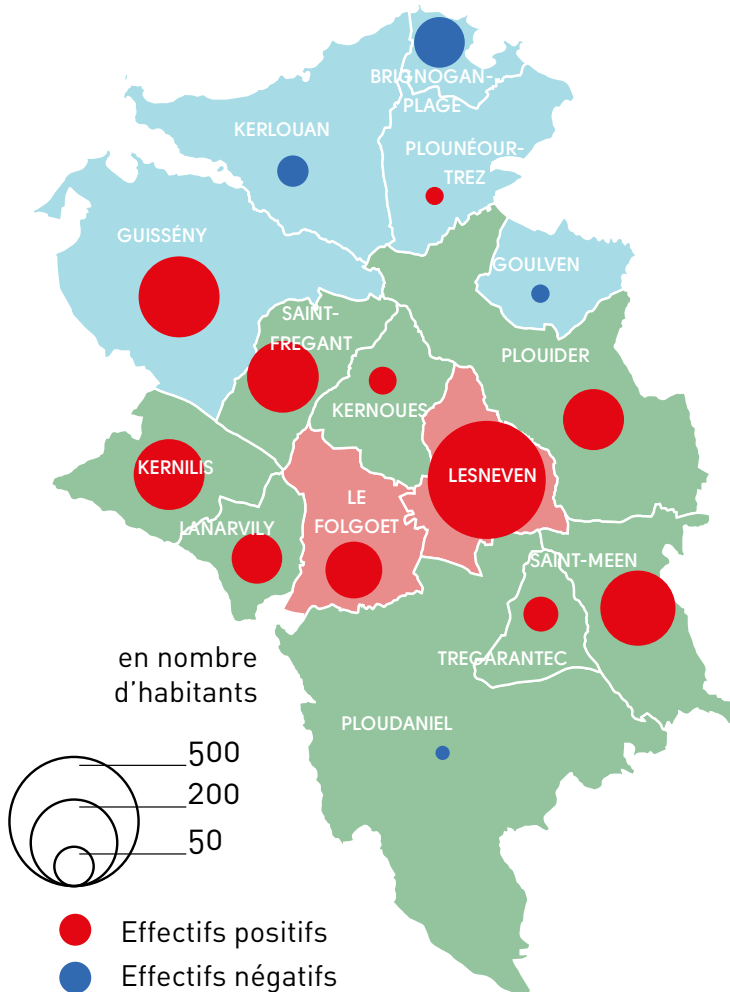 BRIGNOGAN-
PLAGE
KERLOUAN
PLOUNÉOUR-
TREZ
GUISSÉNY
GOULVEN
SAINT-
FREGANT
PLOUIDER
KERNOUES
KERNILIS
LESNEVEN
LE
FOLGOET
LANARVILY
SAINT-MEEN
TREGARANTEC
PLOUDANIEL
en nombre
d'habitants
500
200
50
Effectifs positifs
Effectifs négatifs